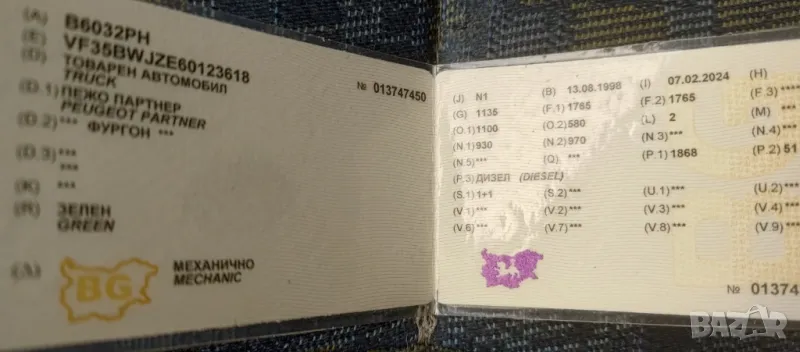 (A) B6032PH
(E) VF35BWJZE60123618
(D) ТОВАРЕН АВТОМОБИЛ
TRUCK
№ 013747450
(D.1) ПЕЖО ПАРТНЕР
PEUGEOT PARTNER
(D.2) *** ФУРГОН ***
(D.3) ***
***
(K) ***
(R) ЗЕЛЕН
GREEN
BG
МЕХАНИЧНО
MECHANIC
(J) N1 (B) 13.08.1998 (I) 07.02.2024 (H)
(G) 1135 (F.1) 1765 (F.2) 1765 (F.3) ***
(O.1) 1100 (O.2) 580 (L) 2 (M) ***
(N.1) 930 (N.2) 970 (N.3) *** (N.4) ***
(N.5) *** (Q) *** (P.1) 1868 (P.2) 51
(P.3) ДИЗЕЛ (DIESEL)
(S.1) 1+1 (S.2) *** (U.1) *** (U.2) ***
(V.1) *** (V.2) *** (V.3) *** (V.4) ***
(V.6) *** (V.7) *** (V.8) *** (V.9) ***
№ 01374
BAZAR